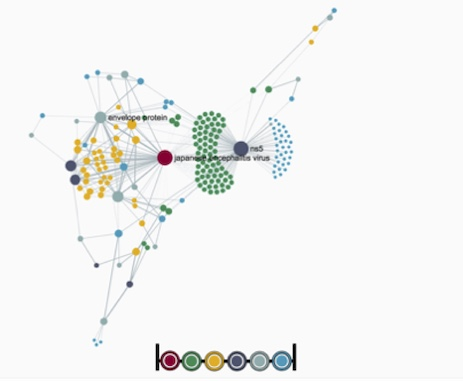 envelope protein
ns5
japanese encephalitis virus